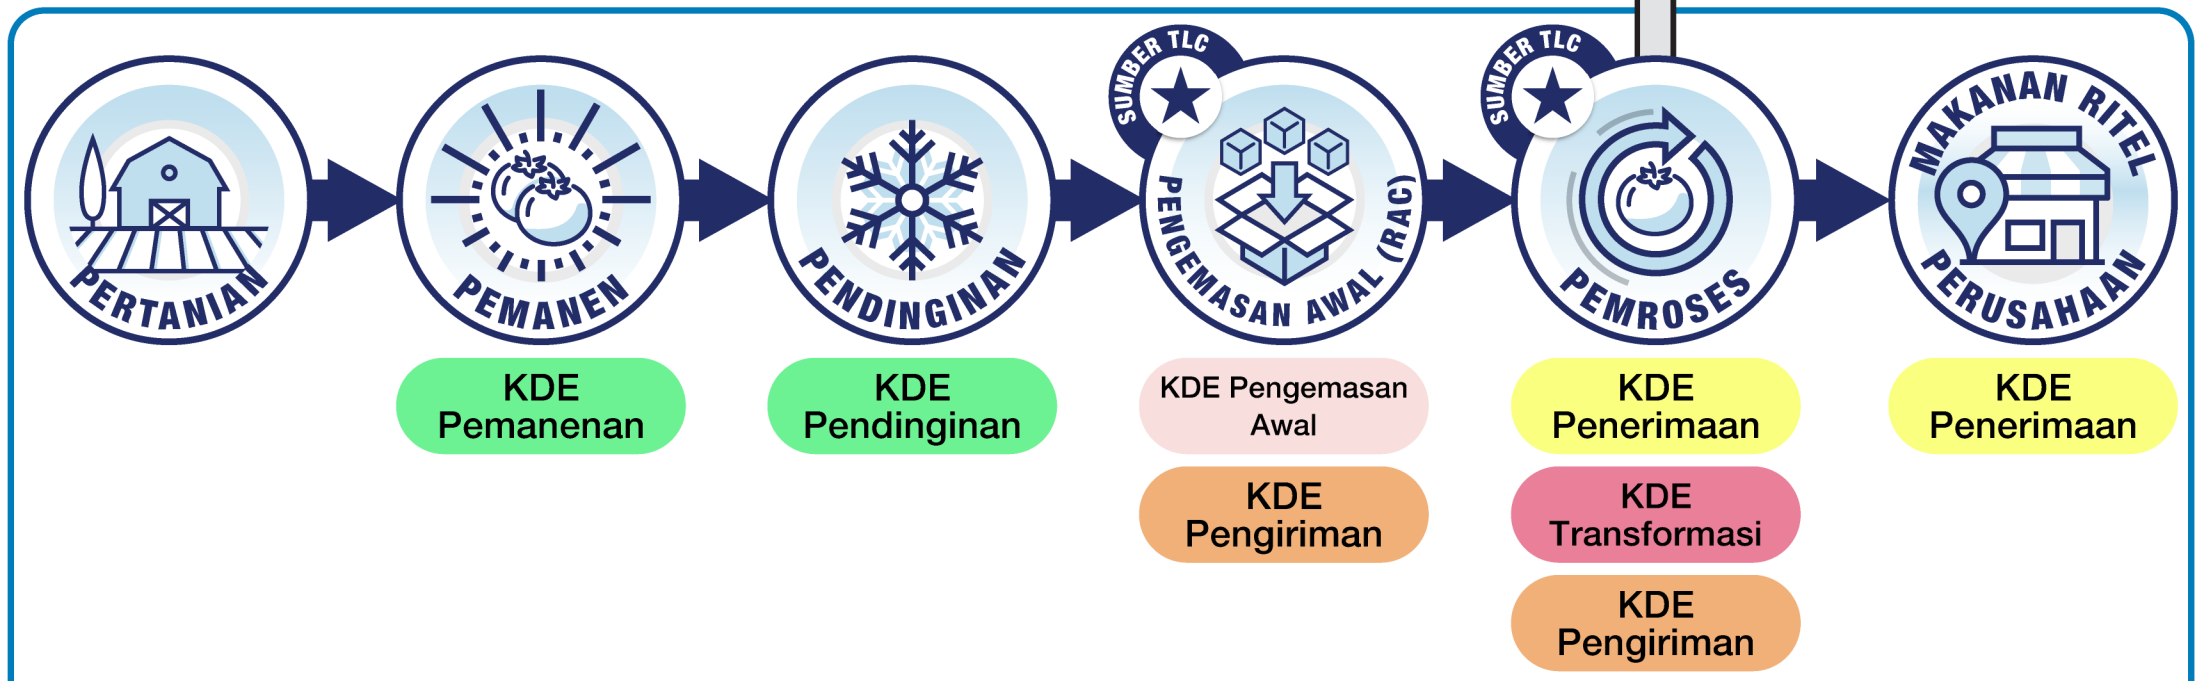 PERTANIAN
PEMANEN
PENDINGINAN
SUMBER TLC
PENGEMASAN AWAL (RAC)
SUMBER TLC
PEMROSES
MAKANAN RITEL
PERUSAHAAN
KDE
Pemanenan
KDE
Pendinginan
KDE Pengemasan
Awal
KDE
Pengiriman
KDE
Penerimaan
KDE
Transformasi
KDE
Pengiriman
KDE
Penerimaan